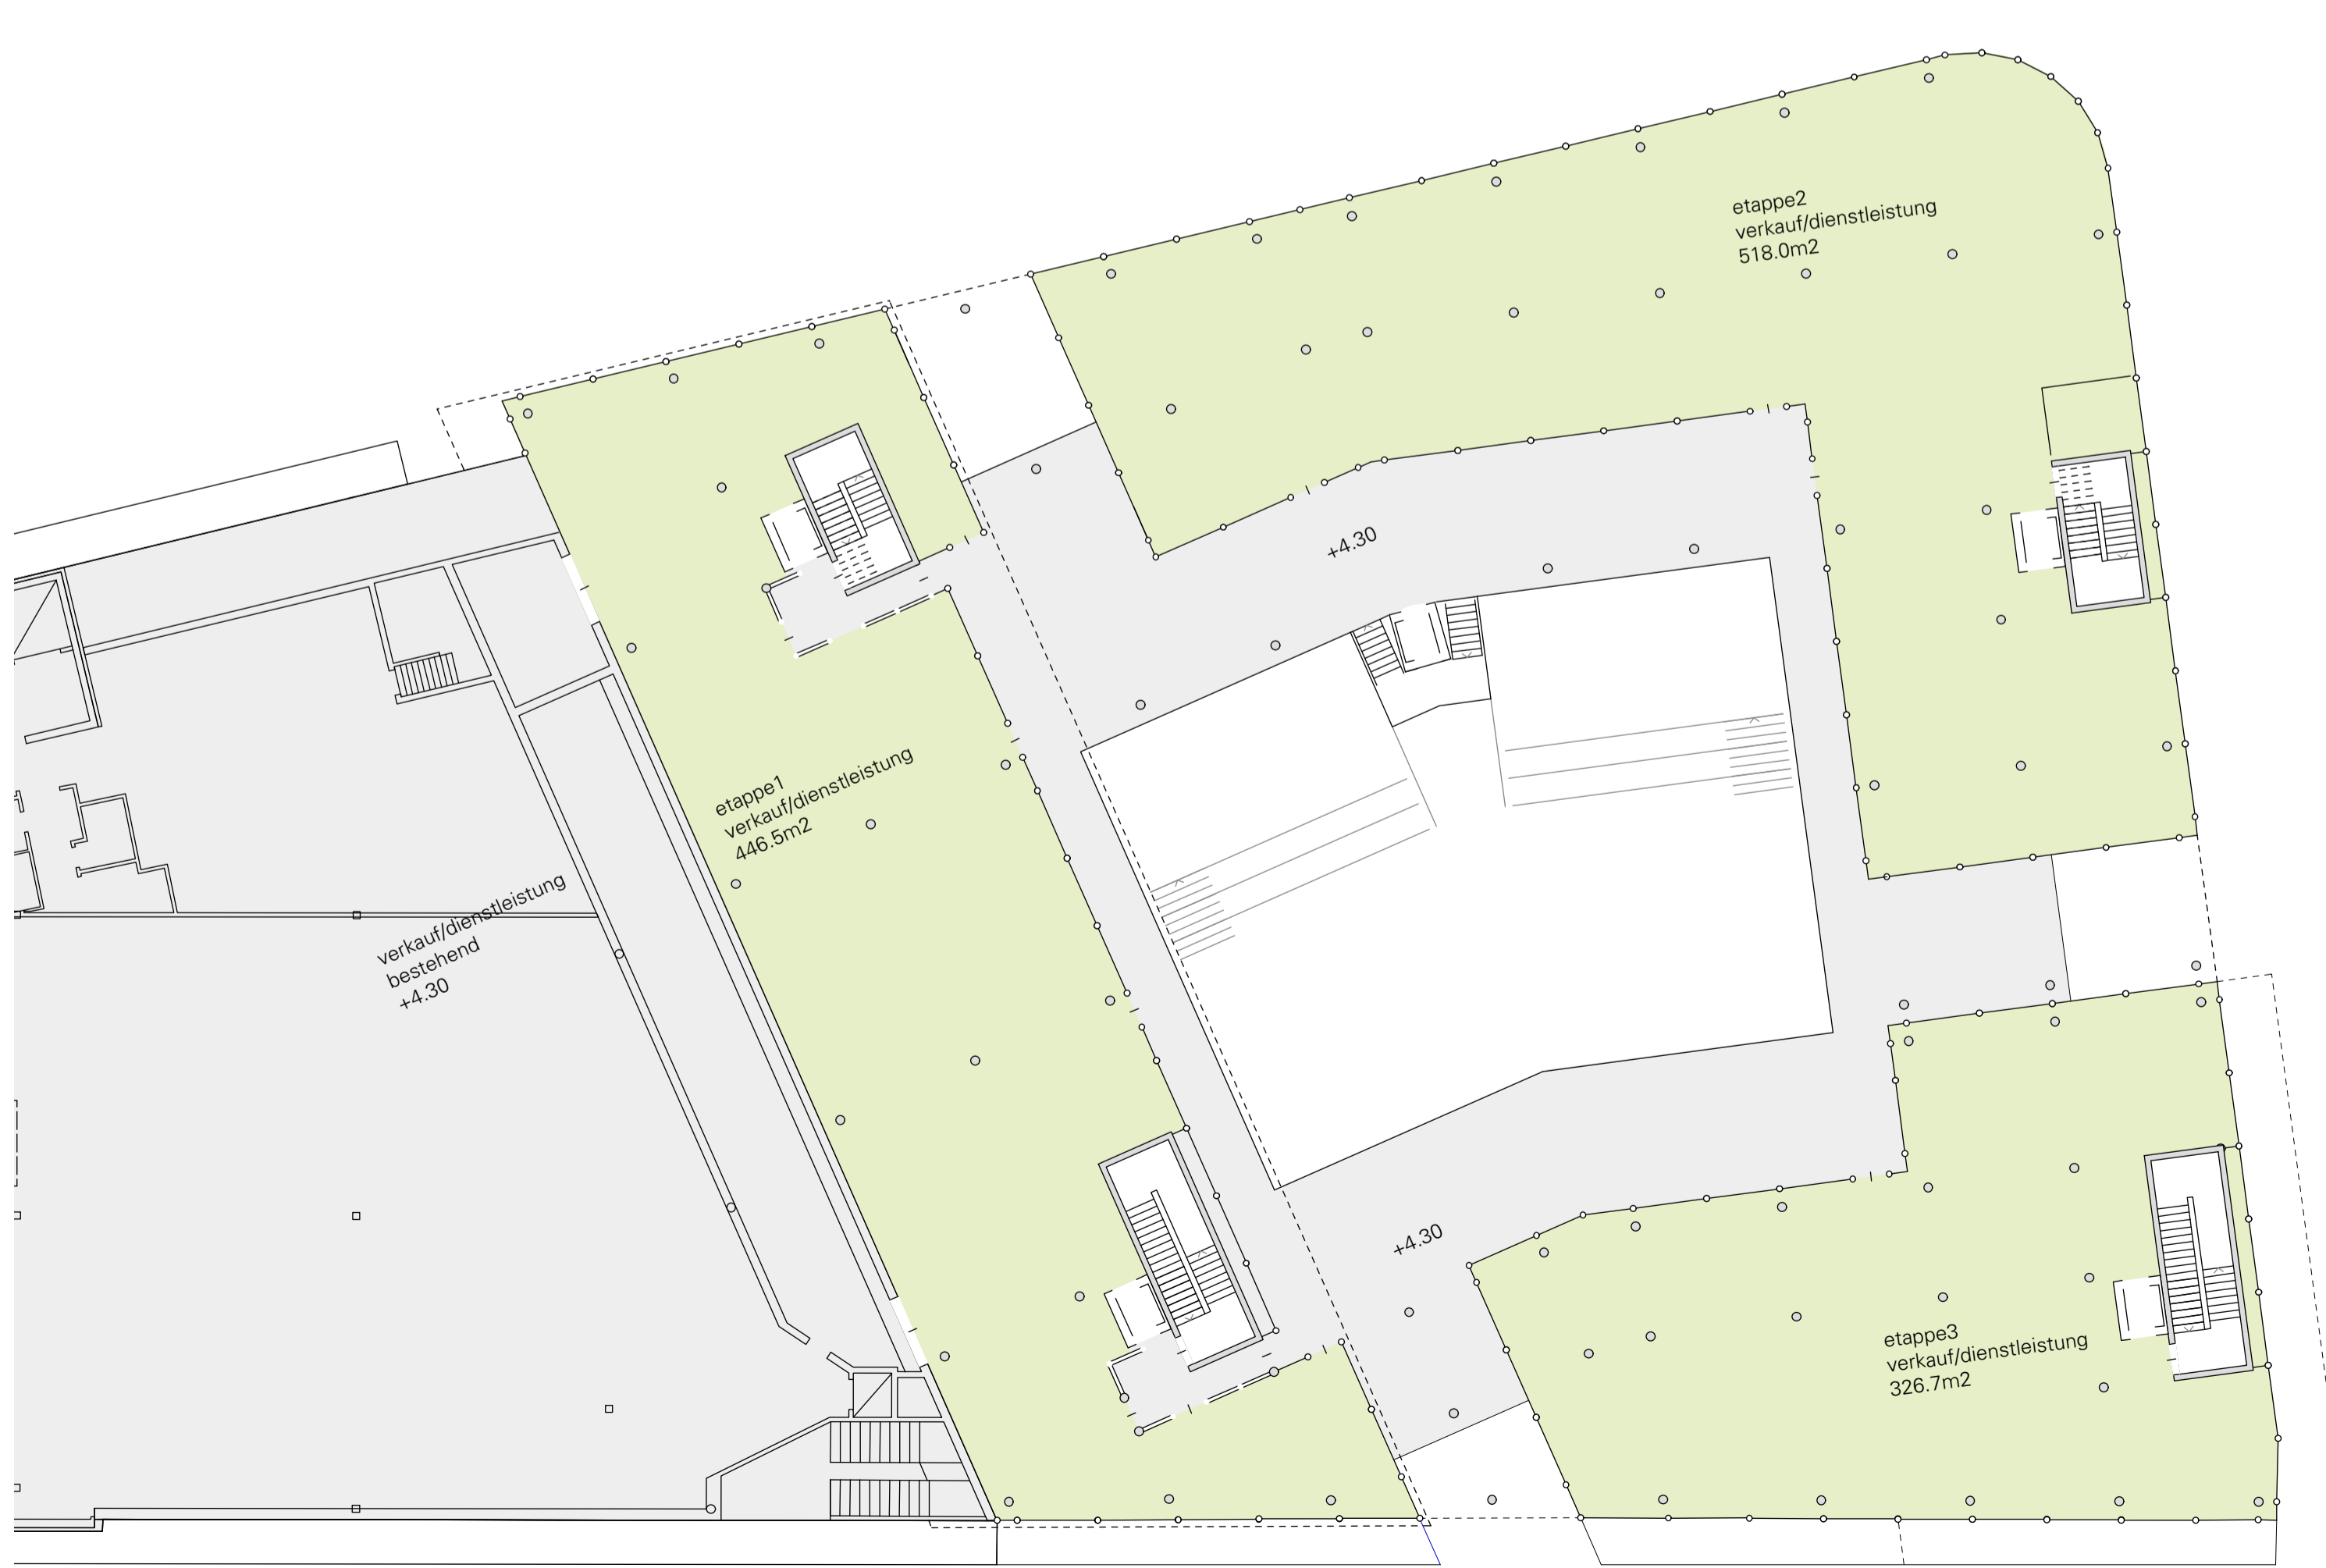 etappe2
verkauf/dienstleistung
518.0m2
+4.30
etappe1
verkauf/dienstleistung
446.5m2
verkauf/dienstleistung
bestehend
+4.30
+4.30
etappe3
verkauf/dienstleistung
326.7m2